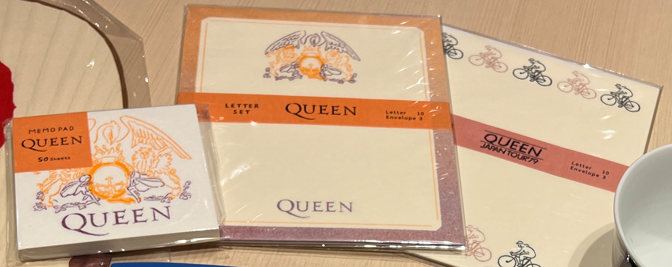 MEMO PAD
QUEEN
50 Sheets
QUEEN
LETTER
SET
QUEEN
Letter 10
Envelope 5
QUEEN
QUEEN
JAPAN TOUR '79
Letter 10
Envelope 5